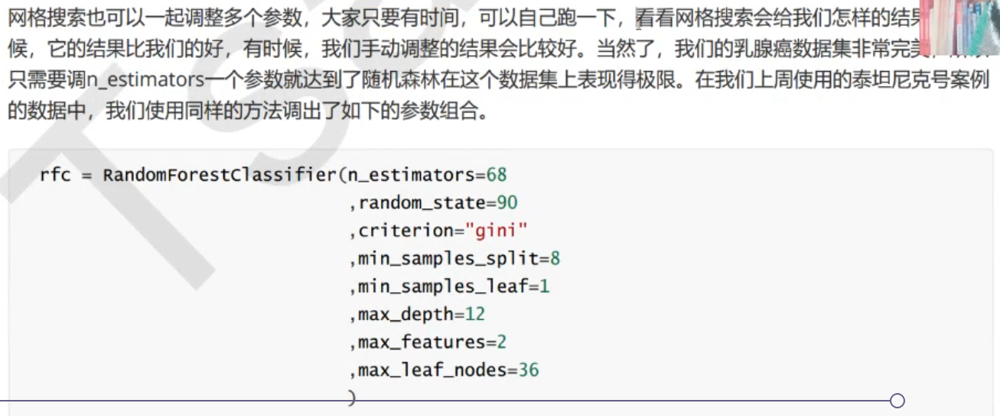 网格搜索也可以一起调整多个参数，大家只要有时间，可以自己跑一下，看看网格搜索会给我们怎样的结
候，它的结果比我们的好，有时候，我们手动调整的结果会比较好。当然了，我们的乳腺癌数据集非常完美
只需要调n_estimators一个参数就达到了随机森林在这个数据集上表现得极限。在我们上周使用的泰坦尼克号案例
的数据中，我们使用同样的方法调出了如下的参数组合。
rfc = RandomForestClassifier(n_estimators=68
,random_state=90
,criterion="gini"
,min_samples_split=8
,min_samples_leaf=1
,max_depth=12
,max_features=2
,max_leaf_nodes=36
)